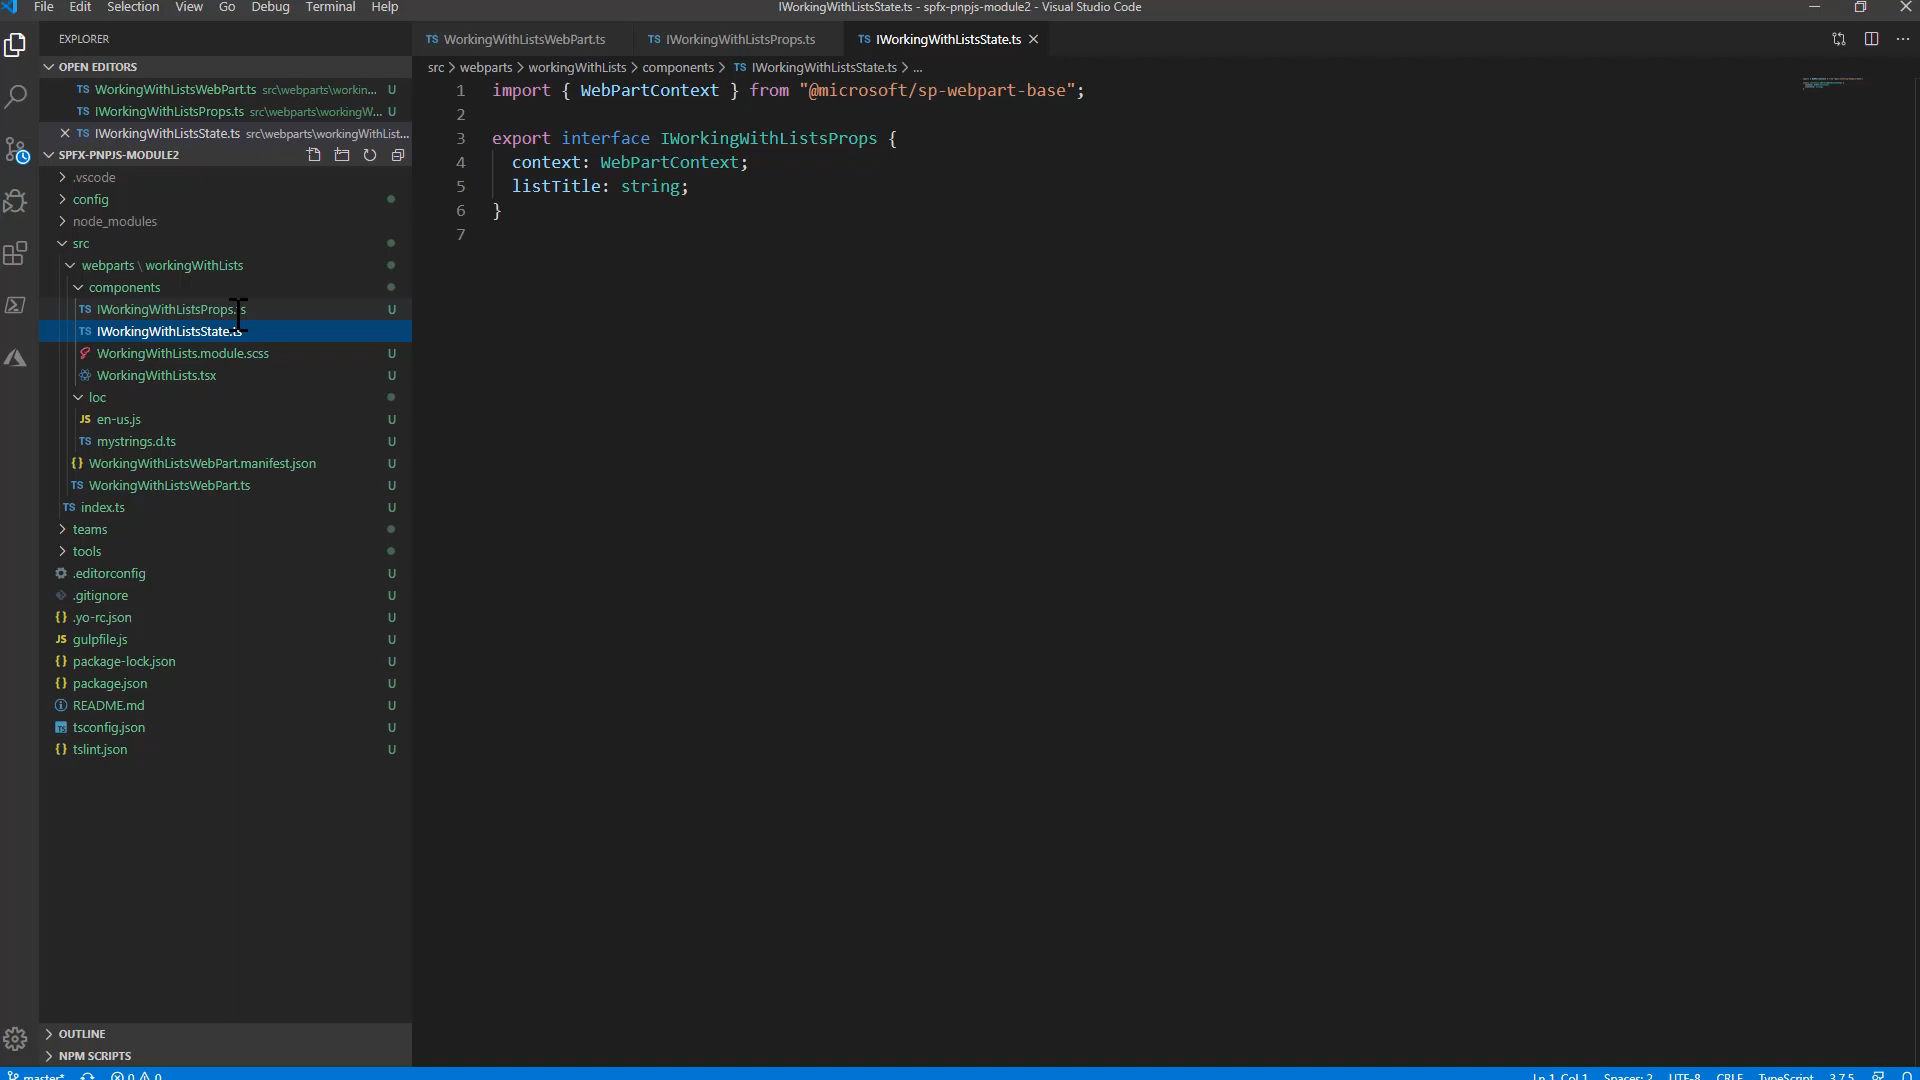 File Edit Selection View Go Debug Terminal Help
IWorkingWithListsState.ts - spfx-pnpjs-module2 - Visual Studio Code
EXPLORER
OPEN EDITORS
TS WorkingWithListsWebPart.ts src\webparts\workin... U
TS IWorkingWithListsProps.ts src\webparts\workingW... U
TS IWorkingWithListsState.ts src\webparts\workingWithList...
SPFX-PNPJS-MODULE2
.vscode
config
node_modules
src
webparts \ workingWithLists
components
TS IWorkingWithListsProps.ts U
TS IWorkingWithListsState.ts
WorkingWithLists.module.scss U
WorkingWithLists.tsx U
loc
JS en-us.js U
TS mystrings.d.ts U
{} WorkingWithListsWebPart.manifest.json U
TS WorkingWithListsWebPart.ts U
TS index.ts U
teams
tools
.editorconfig U
.gitignore U
{} .yo-rc.json U
JS gulpfile.js U
{} package-lock.json U
{} package.json U
README.md U
TS tsconfig.json U
{} tslint.json U
OUTLINE
NPM SCRIPTS
TS WorkingWithListsWebPart.ts TS IWorkingWithListsProps.ts TS IWorkingWithListsState.ts
src > webparts > workingWithLists > components > TS IWorkingWithListsState.ts > ...
1 import { WebPartContext } from "@microsoft/sp-webpart-base";
2
3 export interface IWorkingWithListsProps {
4 context: WebPartContext;
5 listTitle: string;
6 }
7
master* 0 0 Ln 1, Col 1 Spaces: 2 UTF-8 CRLF TypeScript 3.7.5